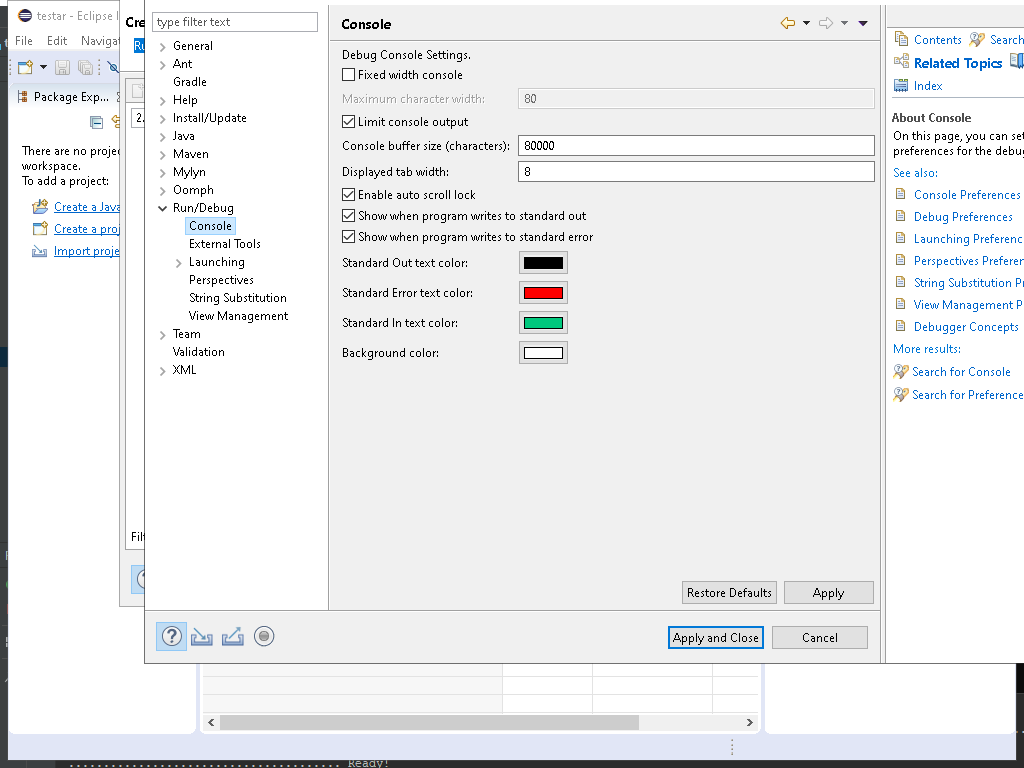 testar - Eclipse I
File Edit Navigat
Package Exp...
There are no projec
workspace.
To add a project:
Create a Java
Create a proj
Import proje
Cre
Ru
2.
Filt
type filter text
General
Ant
Gradle
Help
Install/Update
Java
Maven
Mylyn
Oomph
Run/Debug
Console
External Tools
Launching
Perspectives
String Substitution
View Management
Team
Validation
XML
Console
Debug Console Settings.
Fixed width console
Maximum character width: 80
Limit console output
Console buffer size (characters): 80000
Displayed tab width: 8
Enable auto scroll lock
Show when program writes to standard out
Show when program writes to standard error
Standard Out text color:
Standard Error text color:
Standard In text color:
Background color:
Restore Defaults Apply
Apply and Close Cancel
Contents Search
Related Topics
Index
About Console
On this page, you can set
preferences for the debug
See also:
Console Preferences
Debug Preferences
Launching Preferenc
Perspectives Preferen
String Substitution Pr
View Management P
Debugger Concepts
More results:
Search for Console
Search for Preference
Ready!